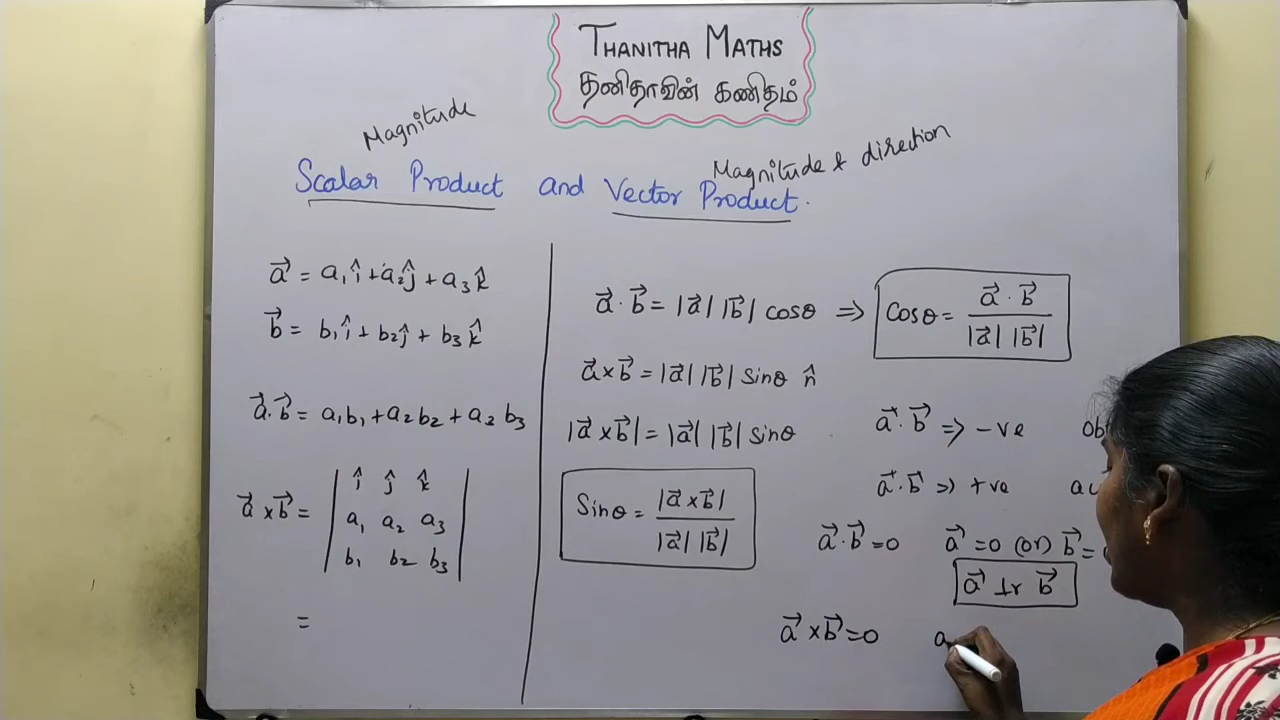 THANITHA MATHS
தனிதாவின் கணிதம்
Magnitude
Magnitude & direction
Scalar Product and Vector Product.
a⃗ = a₁î + a₂ĵ + a₃k̂
b⃗ = b₁î + b₂ĵ + b₃k̂
a⃗.b⃗ = a₁b₁ + a₂b₂ + a₃b₃
a⃗ × b⃗ = | î ĵ k̂ |
| a₁ a₂ a₃ |
| b₁ b₂ b₃ |
=
a⃗ · b⃗ = |a⃗| |b⃗| cosθ ⇒ Cosθ = a⃗ · b⃗ / |a⃗| |b⃗|
a⃗ × b⃗ = |a⃗| |b⃗| sinθ n̂
|a⃗ × b⃗| = |a⃗| |b⃗| sinθ
Sinθ = |a⃗ × b⃗| / |a⃗| |b⃗|
a⃗ · b⃗ ⇒ -ve
a⃗ · b⃗ ⇒ +ve
a⃗ · b⃗ = 0 a⃗ = 0 (or) b⃗ =
a⃗ ⊥r b⃗
a⃗ × b⃗ = 0 a